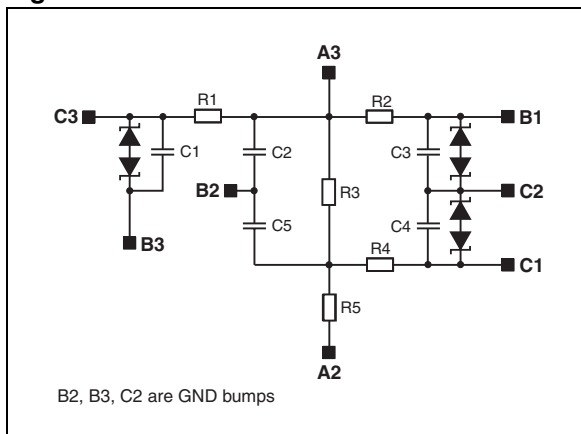 A3
R1
R2
C3
B1
C1
C2
C3
B2
R3
C2
C5
C4
B3
R4
C1
R5
A2
B2, B3, C2 are GND bumps